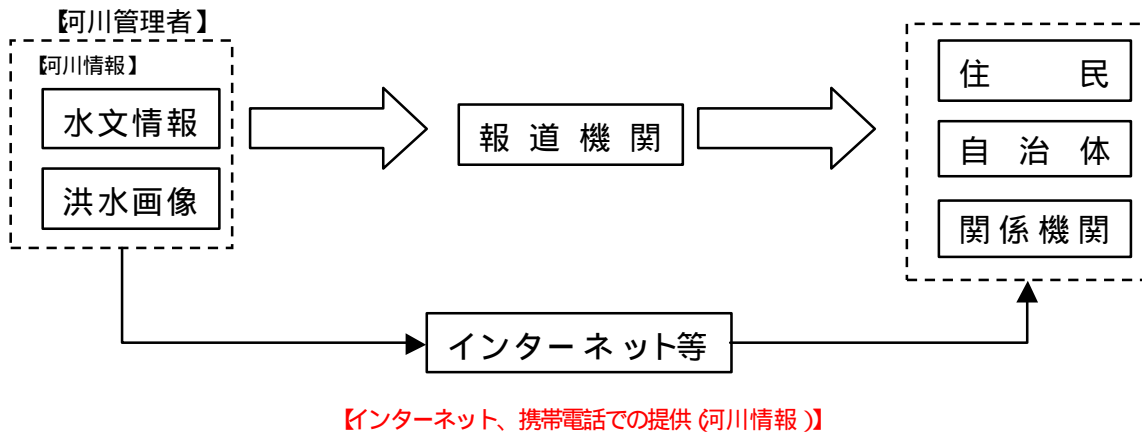 【河川管理者】
【河川情報】
水文情報
洪水画像
報道機関
住民
自治体
関係機関
インターネット等
【インターネット、携帯電話での提供(河川情報)】